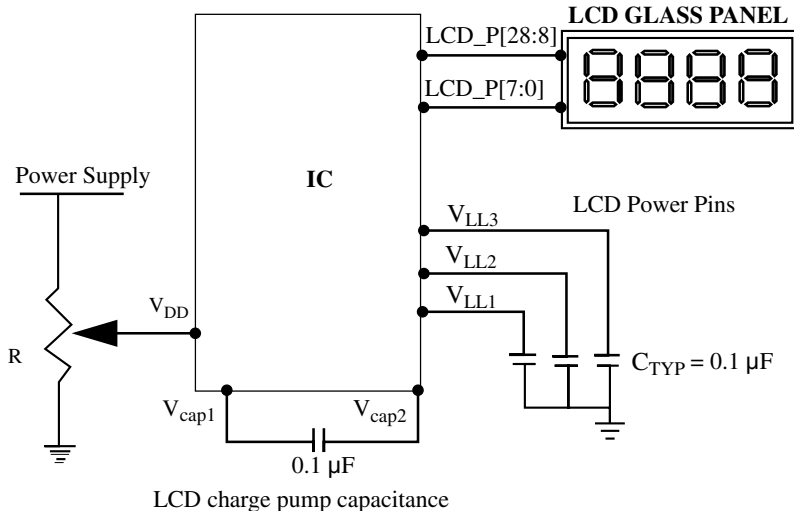 LCD GLASS PANEL
LCD_P[28:8]
LCD_P[7:0]
Power Supply
IC
LCD Power Pins
VLL3
VLL2
VLL1
VDD
R
CTYP = 0.1 µF
Vcap1
Vcap2
0.1 µF
LCD charge pump capacitance